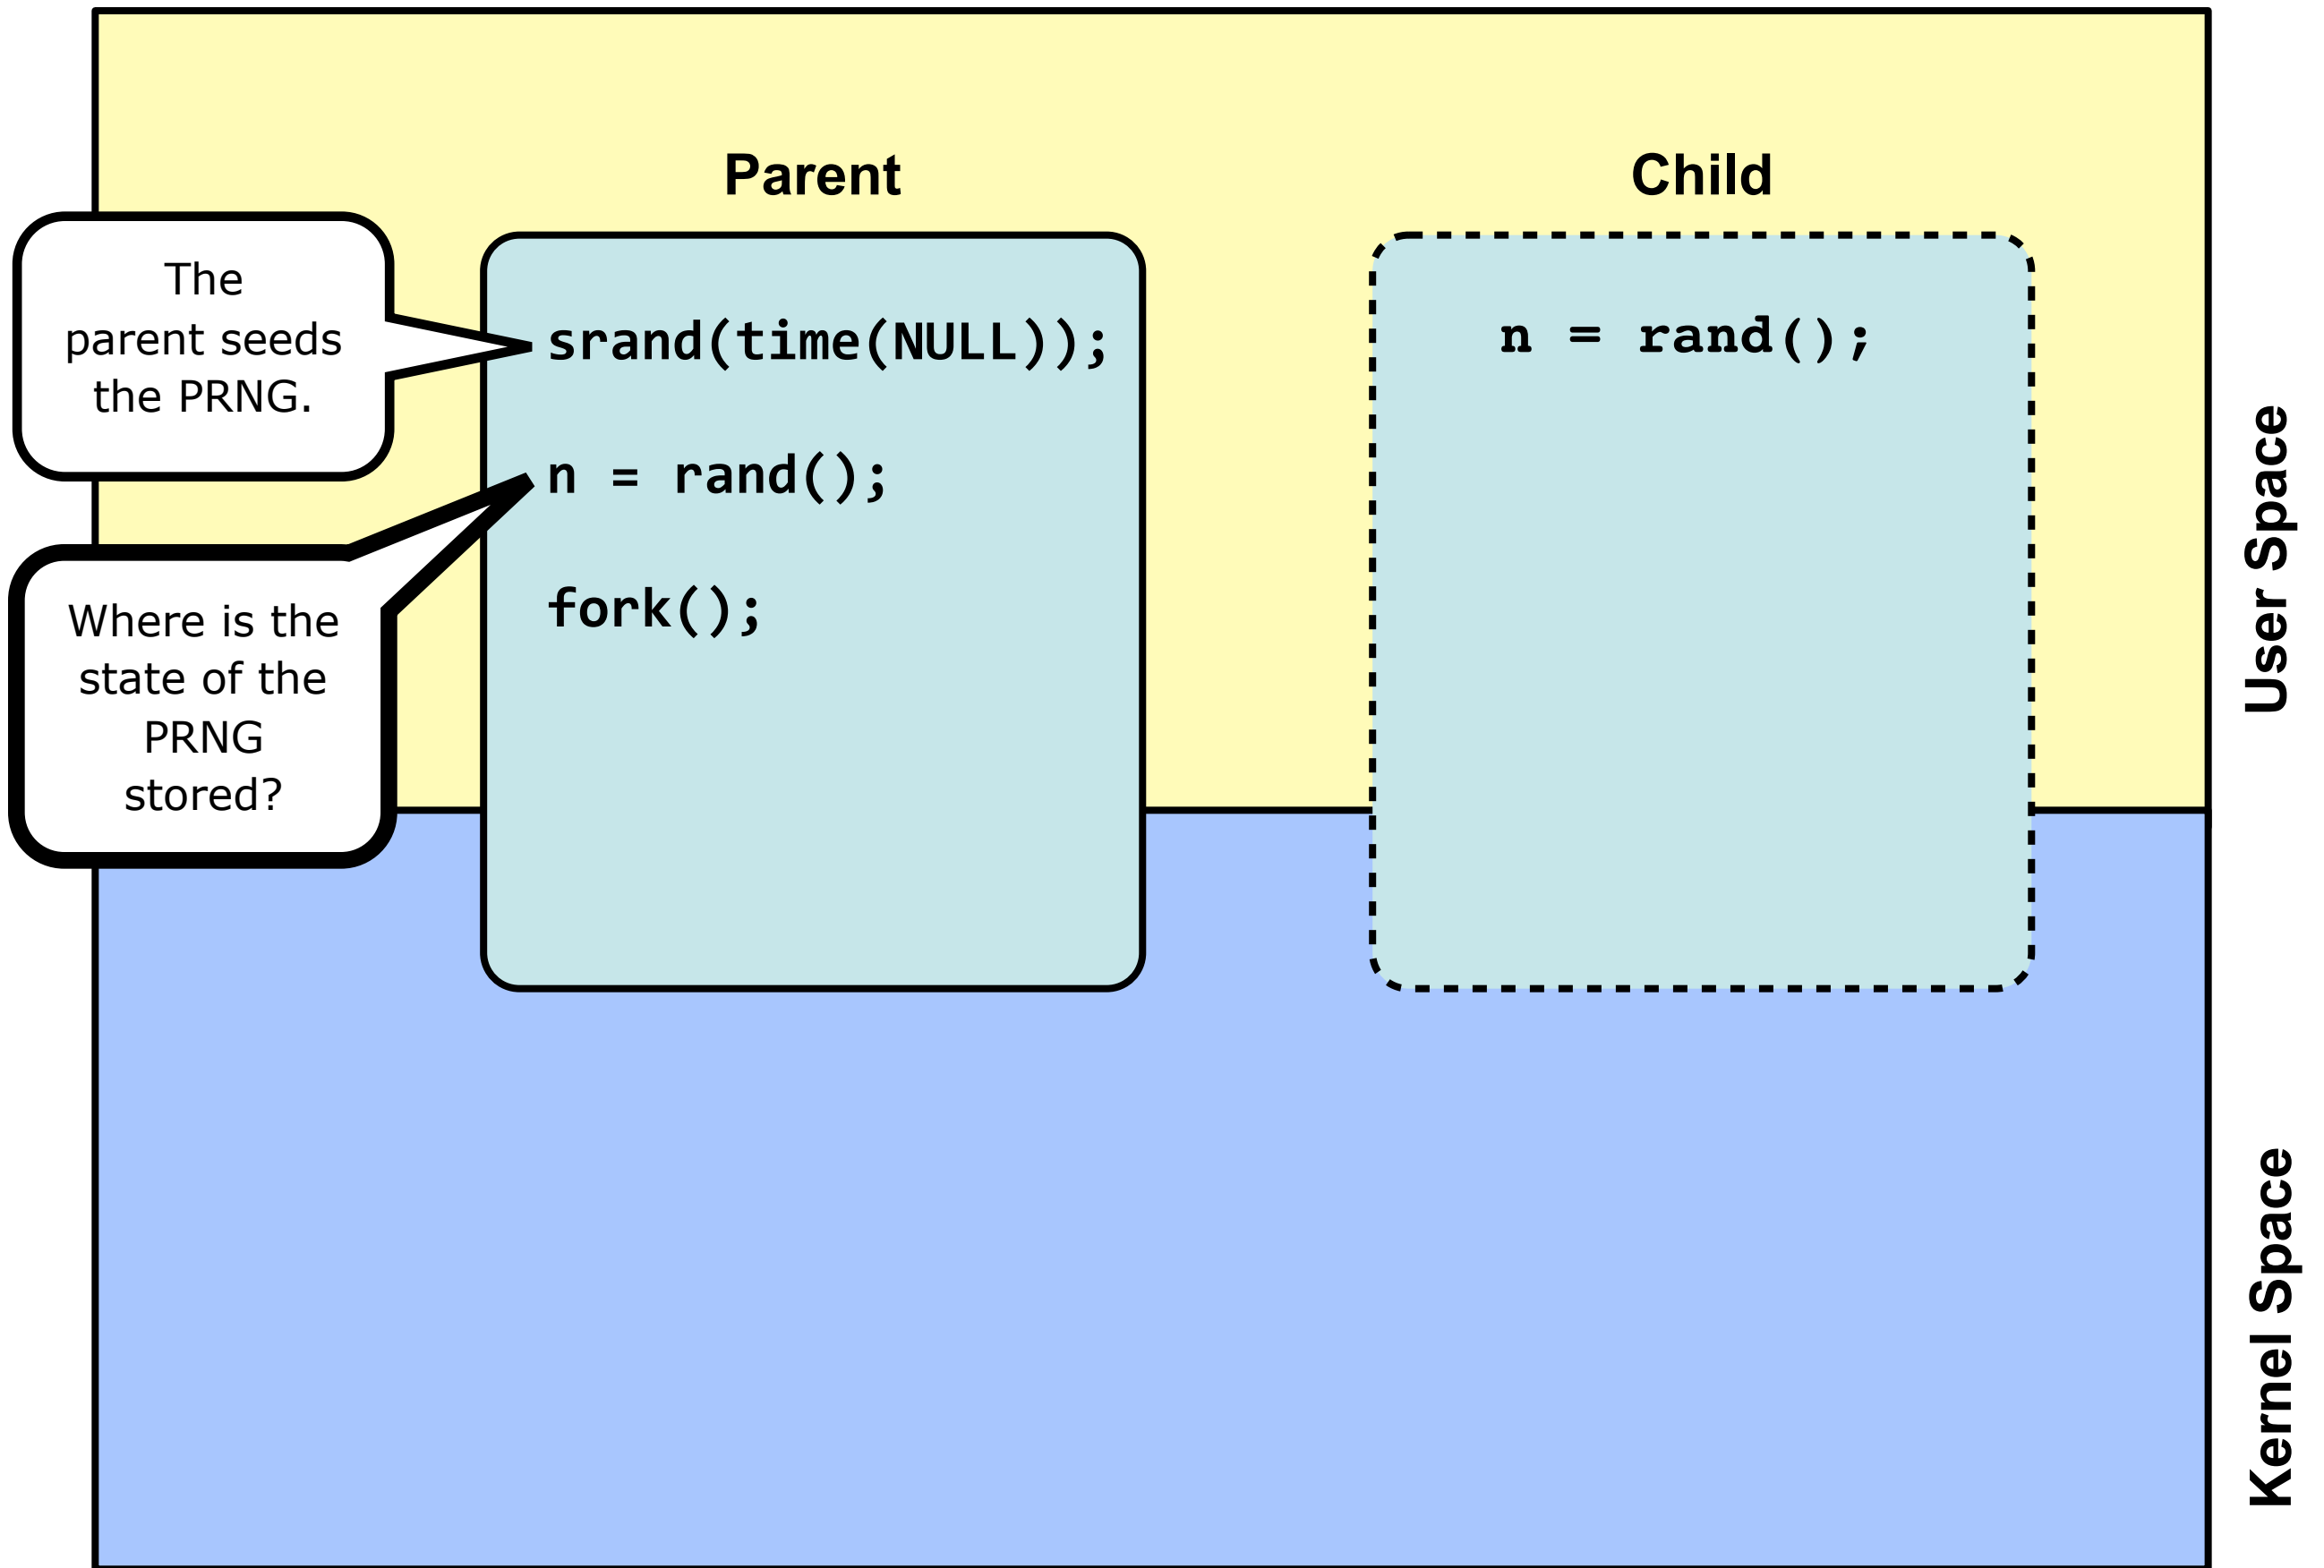 Parent
Child
The
parent seeds
the PRNG.
srand(time(NULL));
n = rand();
fork();
n = rand();
Where is the
state of the
PRNG
stored?
User Space
Kernel Space